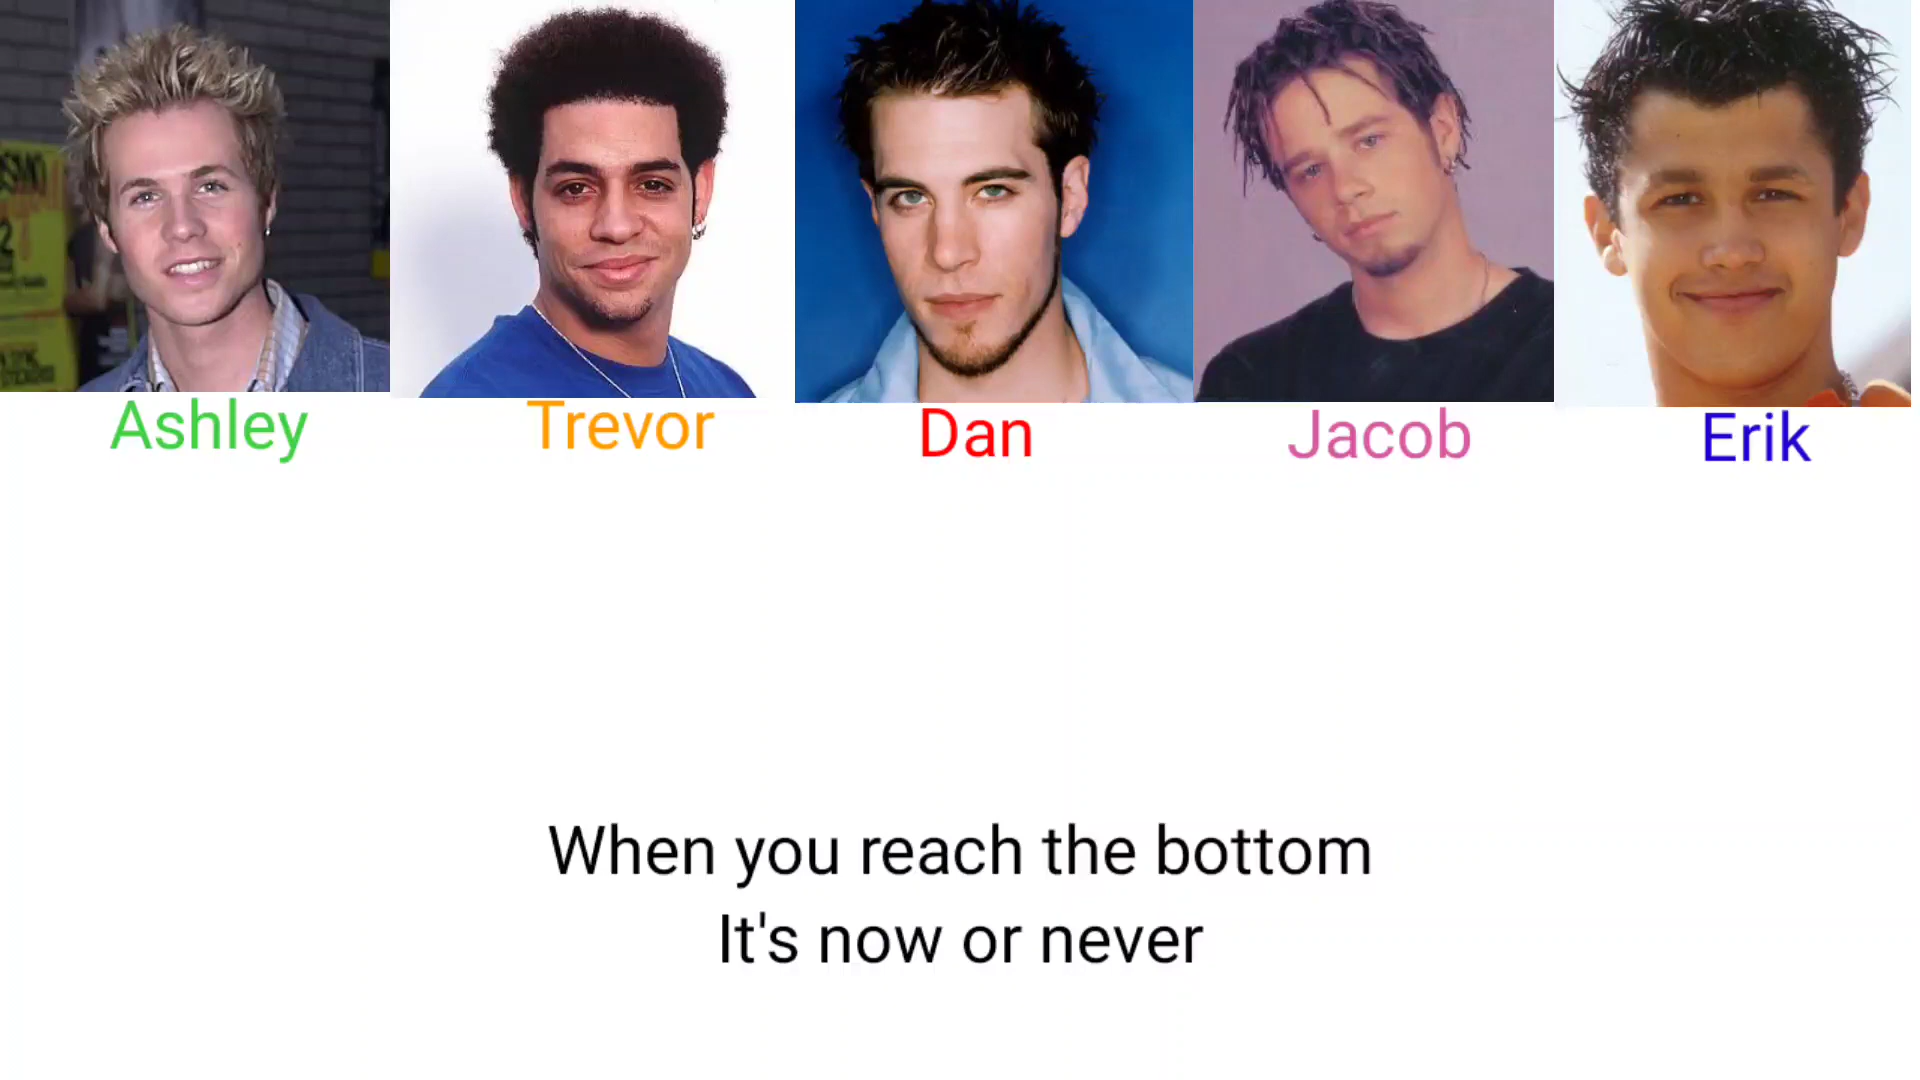 Ashley
Trevor
Dan
Jacob
Erik
When you reach the bottom
It's now or never